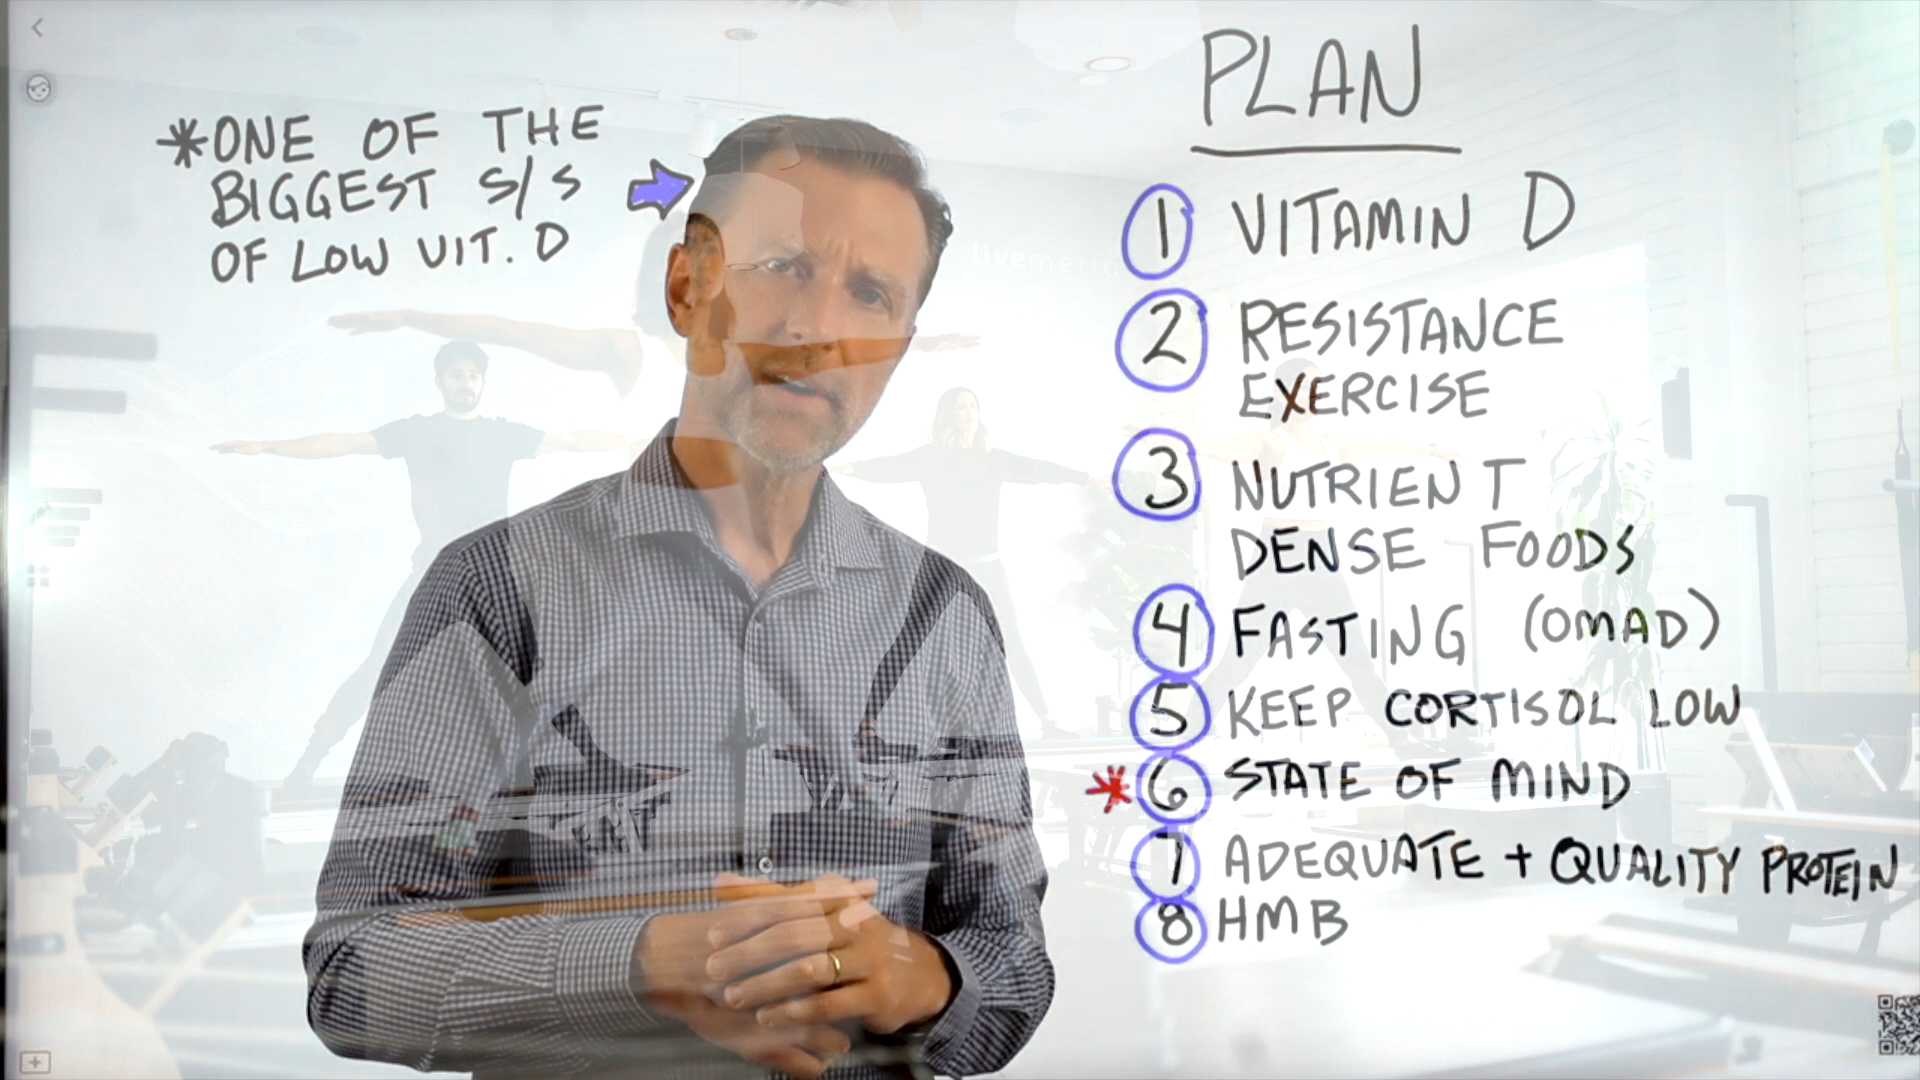 *ONE OF THE
BIGGEST S/S
OF LOW VIT. D
PLAN
1 VITAMIN D
2 RESISTANCE
EXERCISE
3 NUTRIENT
DENSE FOODS
4 FASTING (OMAD)
5 KEEP CORTISOL LOW
* 6 STATE OF MIND
7 ADEQUATE + QUALITY PROTEIN
8 HMB
livemetta